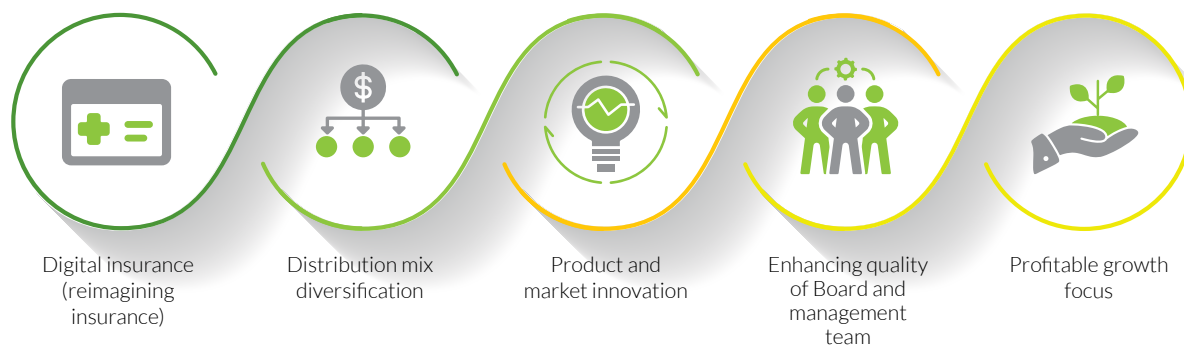 $
Digital insurance
(reimagining
insurance)
Distribution mix
diversification
Product and
market innovation
Enhancing quality
of Board and
management
team
Profitable growth
focus